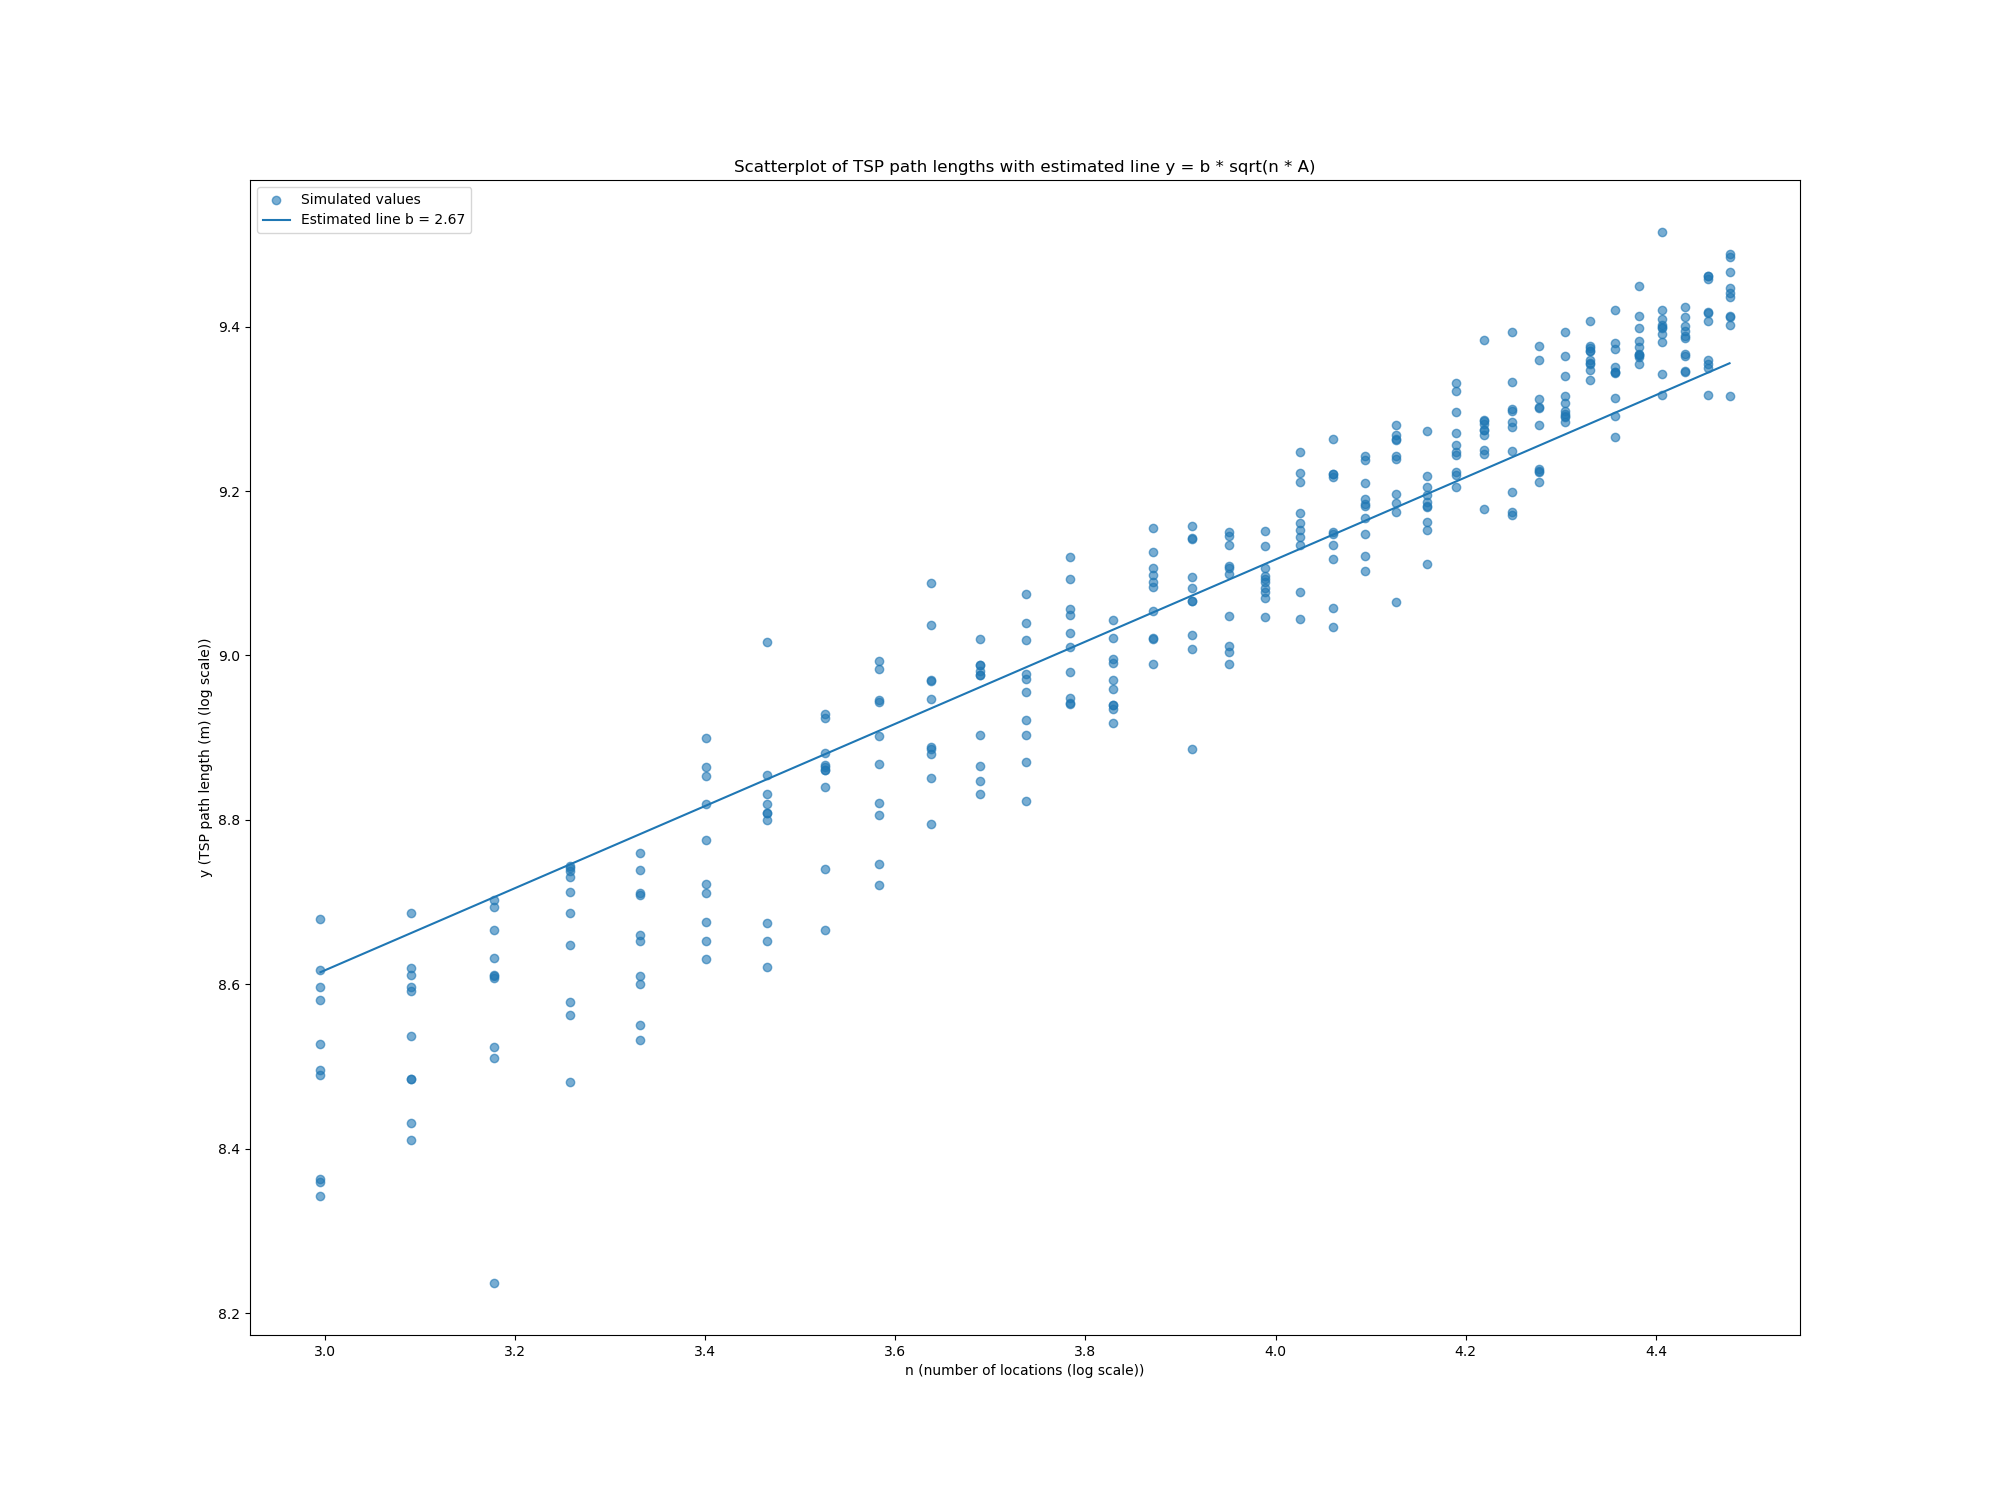 Scatterplot of TSP path lengths with estimated line y = b * sqrt(n * A)
Simulated values
Estimated line b = 2.67
y (TSP path length (m) (log scale))
9.4
9.2
9.0
8.8
8.6
8.4
8.2
3.0 3.2 3.4 3.6 3.8 4.0 4.2 4.4
n (number of locations (log scale))